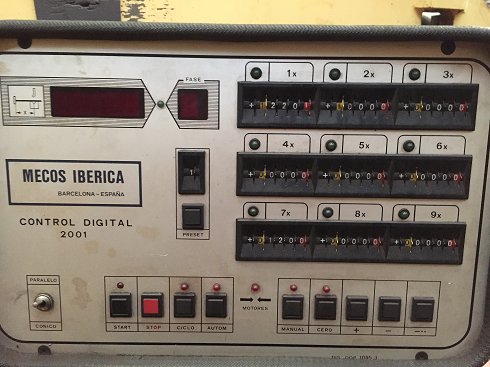 FASE
1x
2x
3x
4x
5x
6x
MECOS IBERICA
BARCELONA - ESPAÑA
CONTROL DIGITAL
2001
PRESET
7x
8x
9x
PARALELO
CONICO
START
STOP
CICLO
AUTOM
MOTORES
MANUAL
CERO
+
-